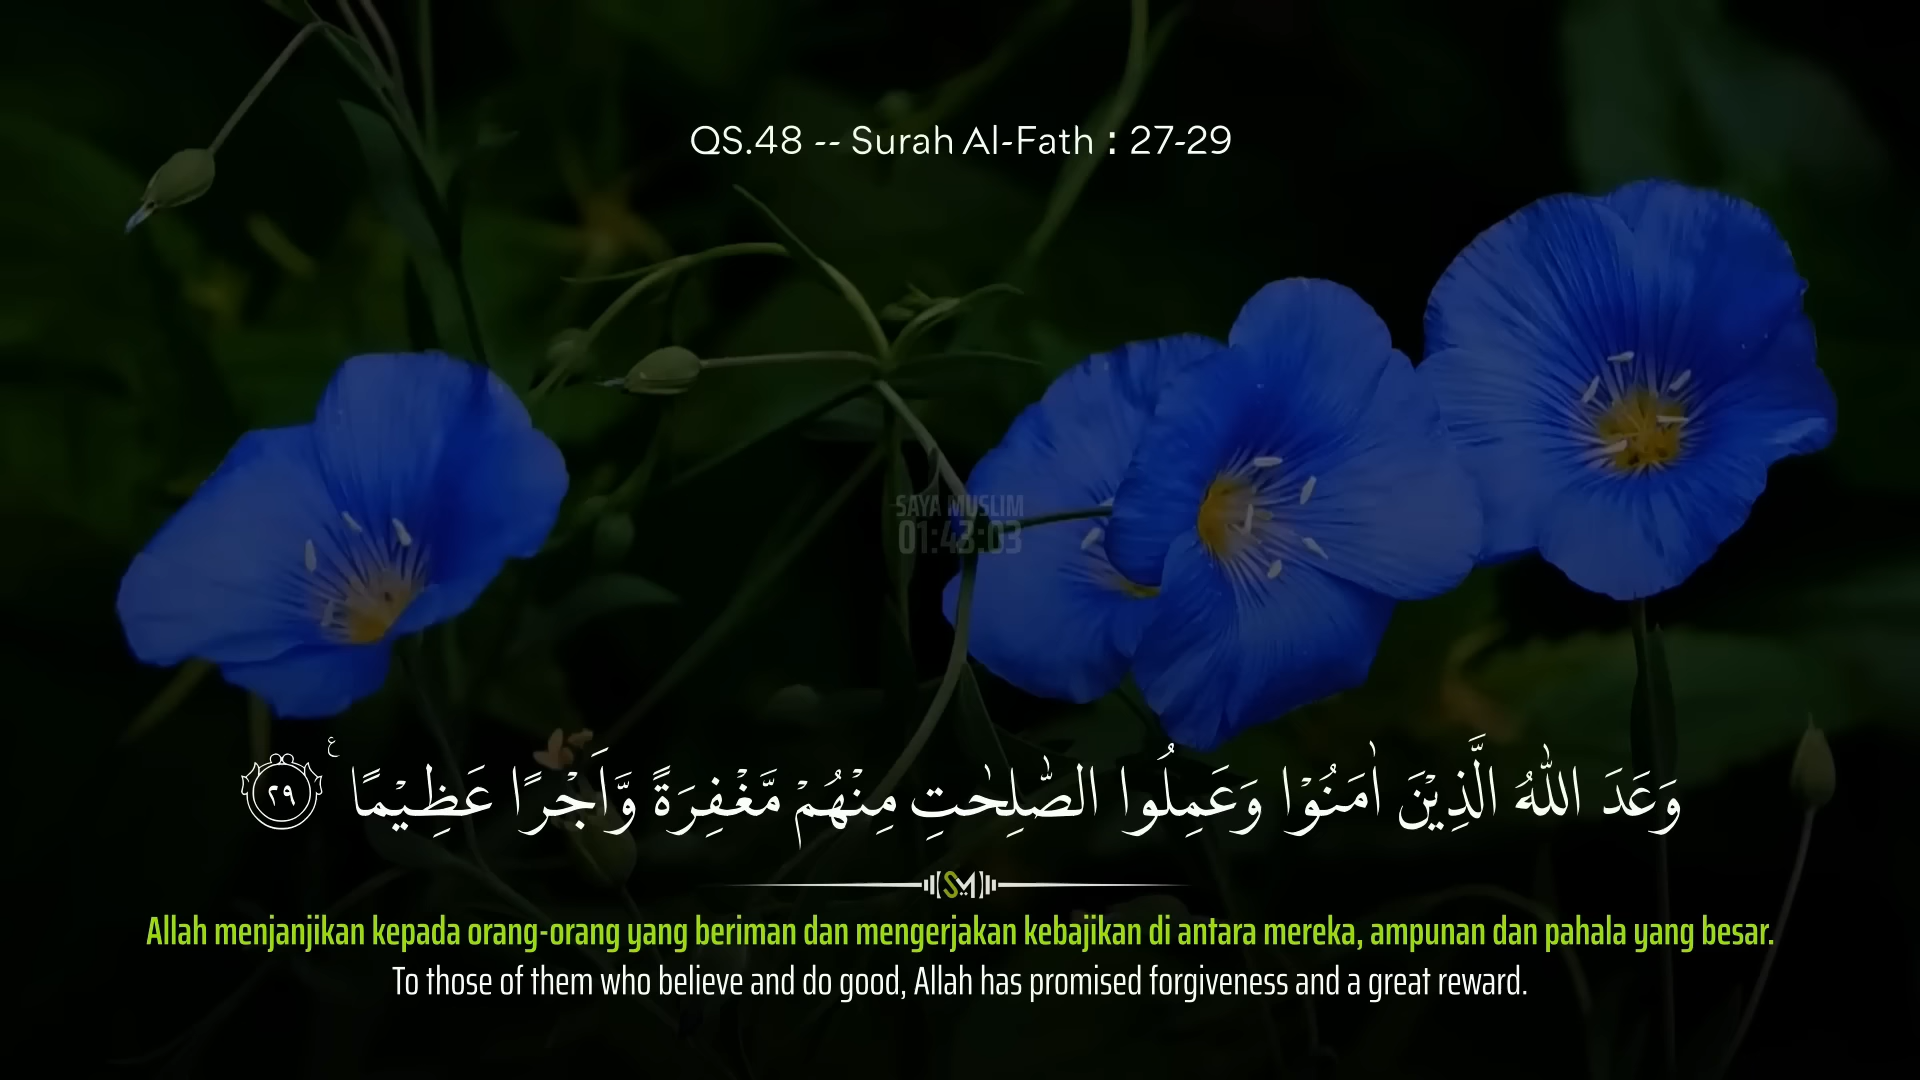 QS.48 -- Surah Al-Fath : 27-29
SAYA MUSLIM
01:43:03
وَعَدَ اللّٰهُ الَّذِيْنَ اٰمَنُوْا وَعَمِلُوا الصّٰلِحٰتِ مِنْهُمْ مَّغْفِرَةً وَّاَجْرًا عَظِيْمًا ࣖ ٢٩
SM
Allah menjanjikan kepada orang-orang yang beriman dan mengerjakan kebajikan di antara mereka, ampunan dan pahala yang besar.
To those of them who believe and do good, Allah has promised forgiveness and a great reward.